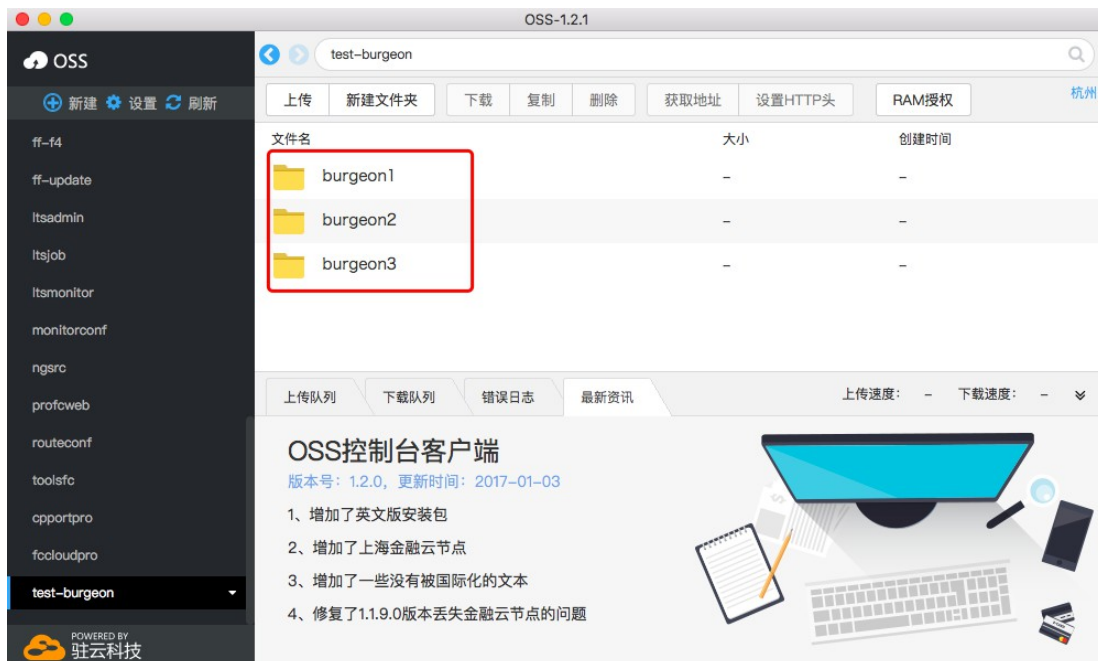 OSS-1.2.1
OSS
test-burgeon
新建 设置 刷新
上传 新建文件夹 下载 复制 删除 获取地址 设置HTTP头 RAM授权 杭州
文件名 大小 创建时间
burgeon1 - -
burgeon2 - -
burgeon3 - -
ff-f4
ff-update
ltsadmin
ltsjob
ltsmonitor
monitorconf
ngsrc
profcweb
routeconf
toolsfc
cpportpro
fccloudpro
test-burgeon
POWERED BY
驻云科技
上传队列 下载队列 错误日志 最新资讯 上传速度: - 下载速度: -
OSS控制台客户端
版本号：1.2.0，更新时间：2017-01-03
1、增加了英文版安装包
2、增加了上海金融云节点
3、增加了一些没有被国际化的文本
4、修复了1.1.9.0版本丢失金融云节点的问题